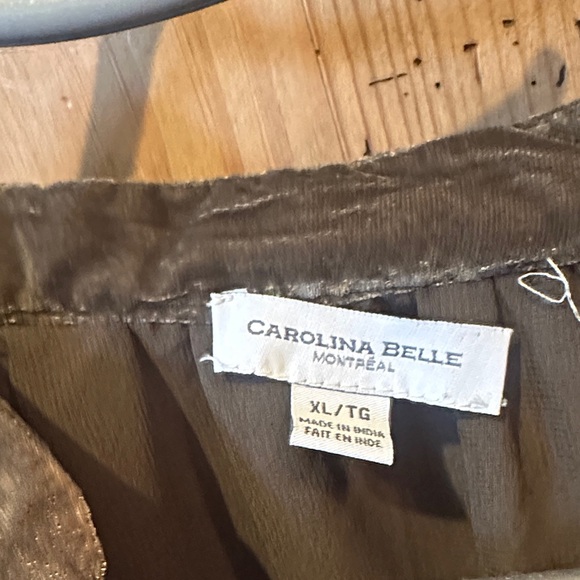 CAROLINA BELLE
MONTRÉAL
XL/TG
MADE IN INDIA
FAIT EN INDE